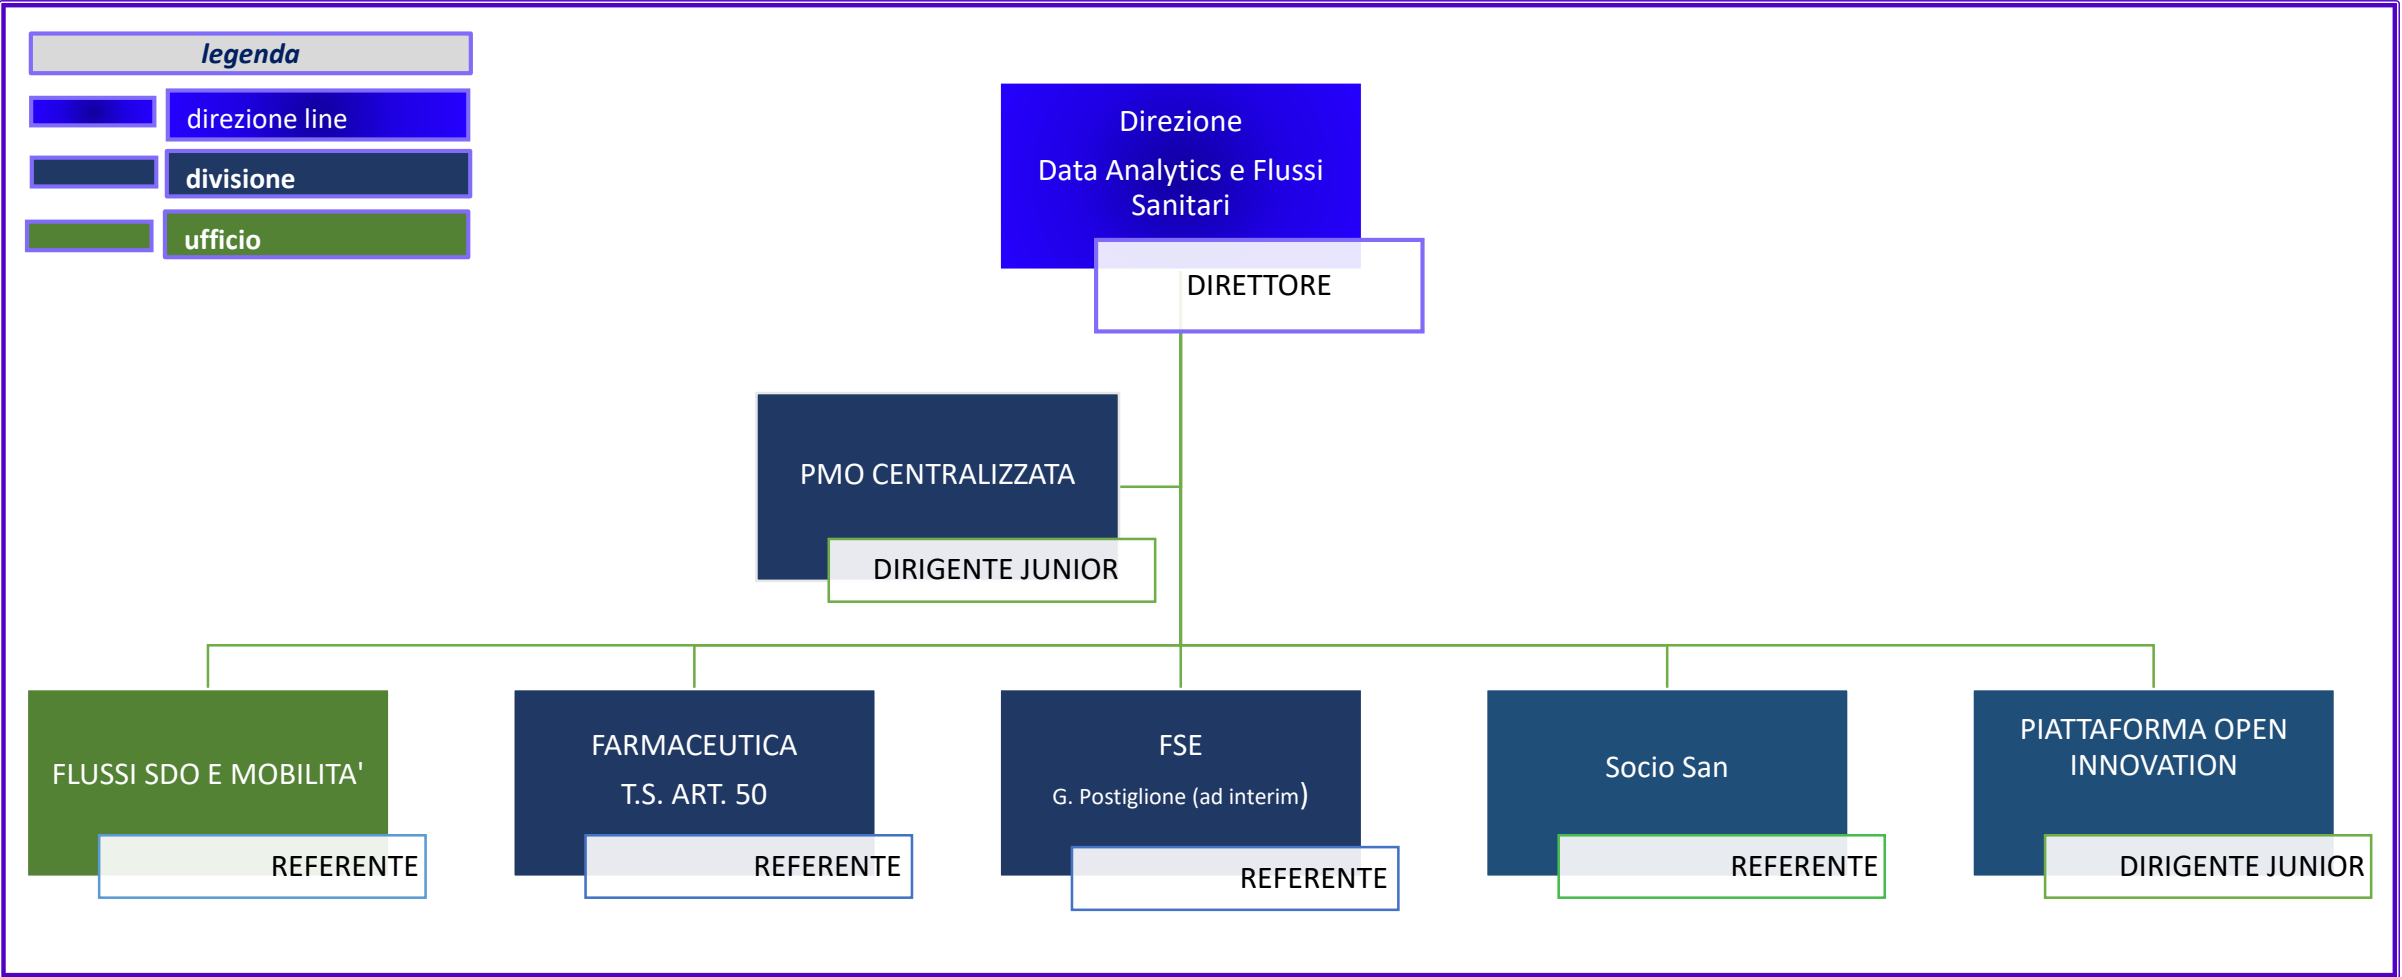 legenda
direzione line
divisione
ufficio
Direzione
Data Analytics e Flussi
Sanitari
DIRETTORE
PMO CENTRALIZZATA
DIRIGENTE JUNIOR
FLUSSI SDO E MOBILITA'
REFERENTE
FARMACEUTICA
T.S. ART. 50
REFERENTE
FSE
G. Postiglione (ad interim)
REFERENTE
Socio San
REFERENTE
PIATTAFORMA OPEN
INNOVATION
DIRIGENTE JUNIOR